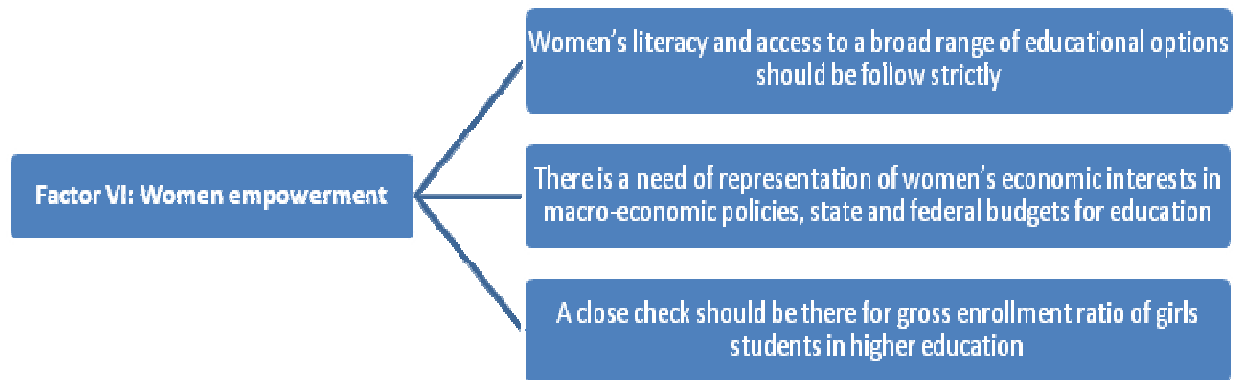 Women's literacy and access to a broad range of educational options
should be follow strictly
Factor VI: Women empowerment
There is a need of representation of women's economic interests in
macro-economic policies, state and federal budgets for education
A close check should be there for gross enrollment ratio of girls
students in higher education